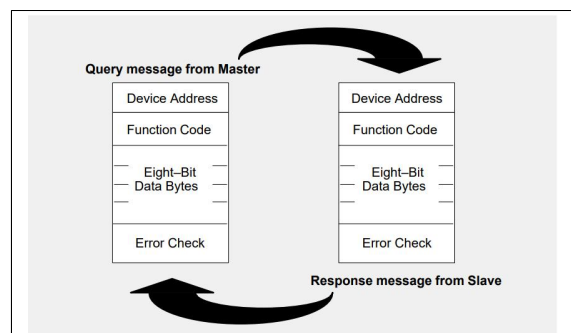 Query message from Master
Device Address
Function Code
Eight–Bit
Data Bytes
Error Check
Device Address
Function Code
Eight–Bit
Data Bytes
Error Check
Response message from Slave